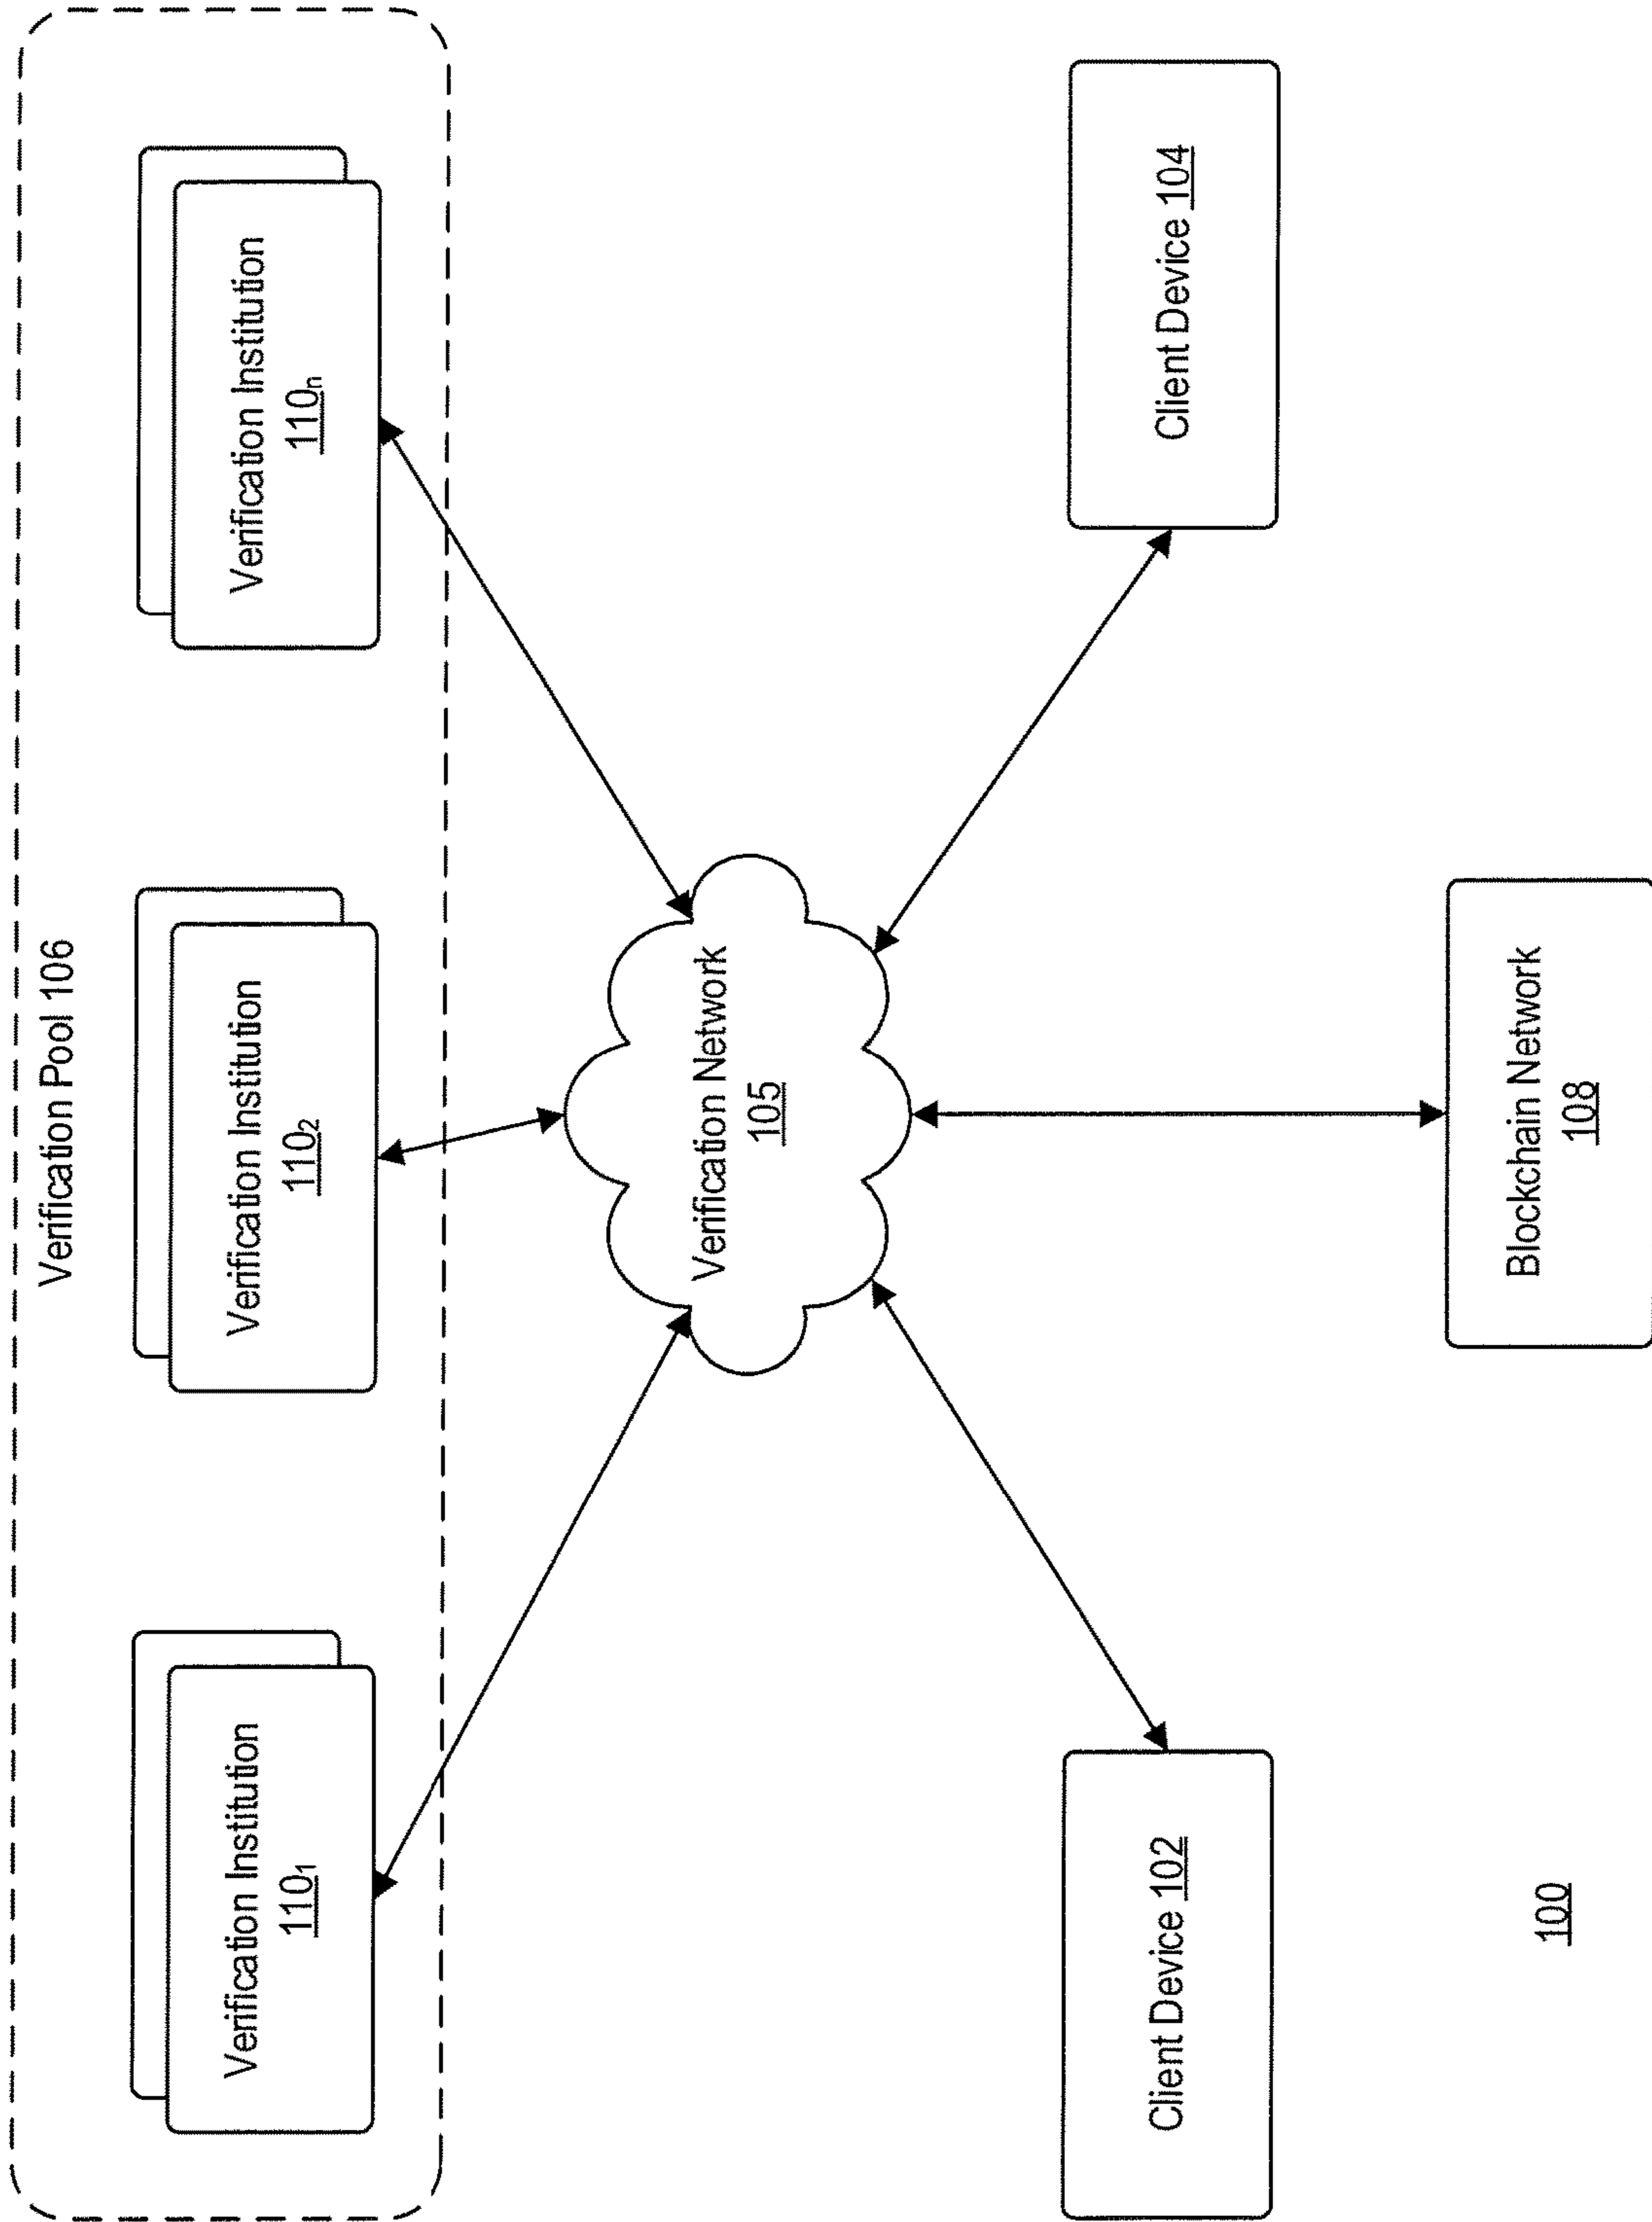 Verification Pool 106
Verification Institution
110₁
Verification Institution
110₂
Verification Institution
110ₙ
Verification Network
105
Client Device 102
Client Device 104
Blockchain Network
108
100